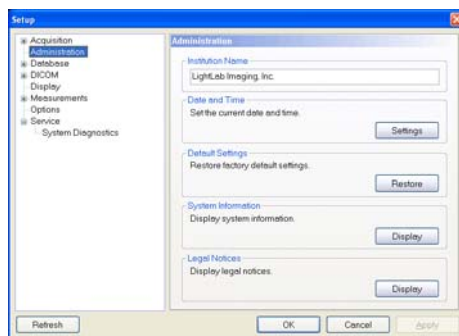 Setup
Acquisition
Administration
Database
DICOM
Display
Measurements
Options
Service
System Diagnostics
Administration
Institution Name
LightLab Imaging, Inc.
Date and Time
Set the current date and time.
Settings
Default Settings
Restore factory default settings.
Restore
System Information
Display system information.
Display
Legal Notices
Display legal notices.
Display
Refresh
OK
Cancel
Apply